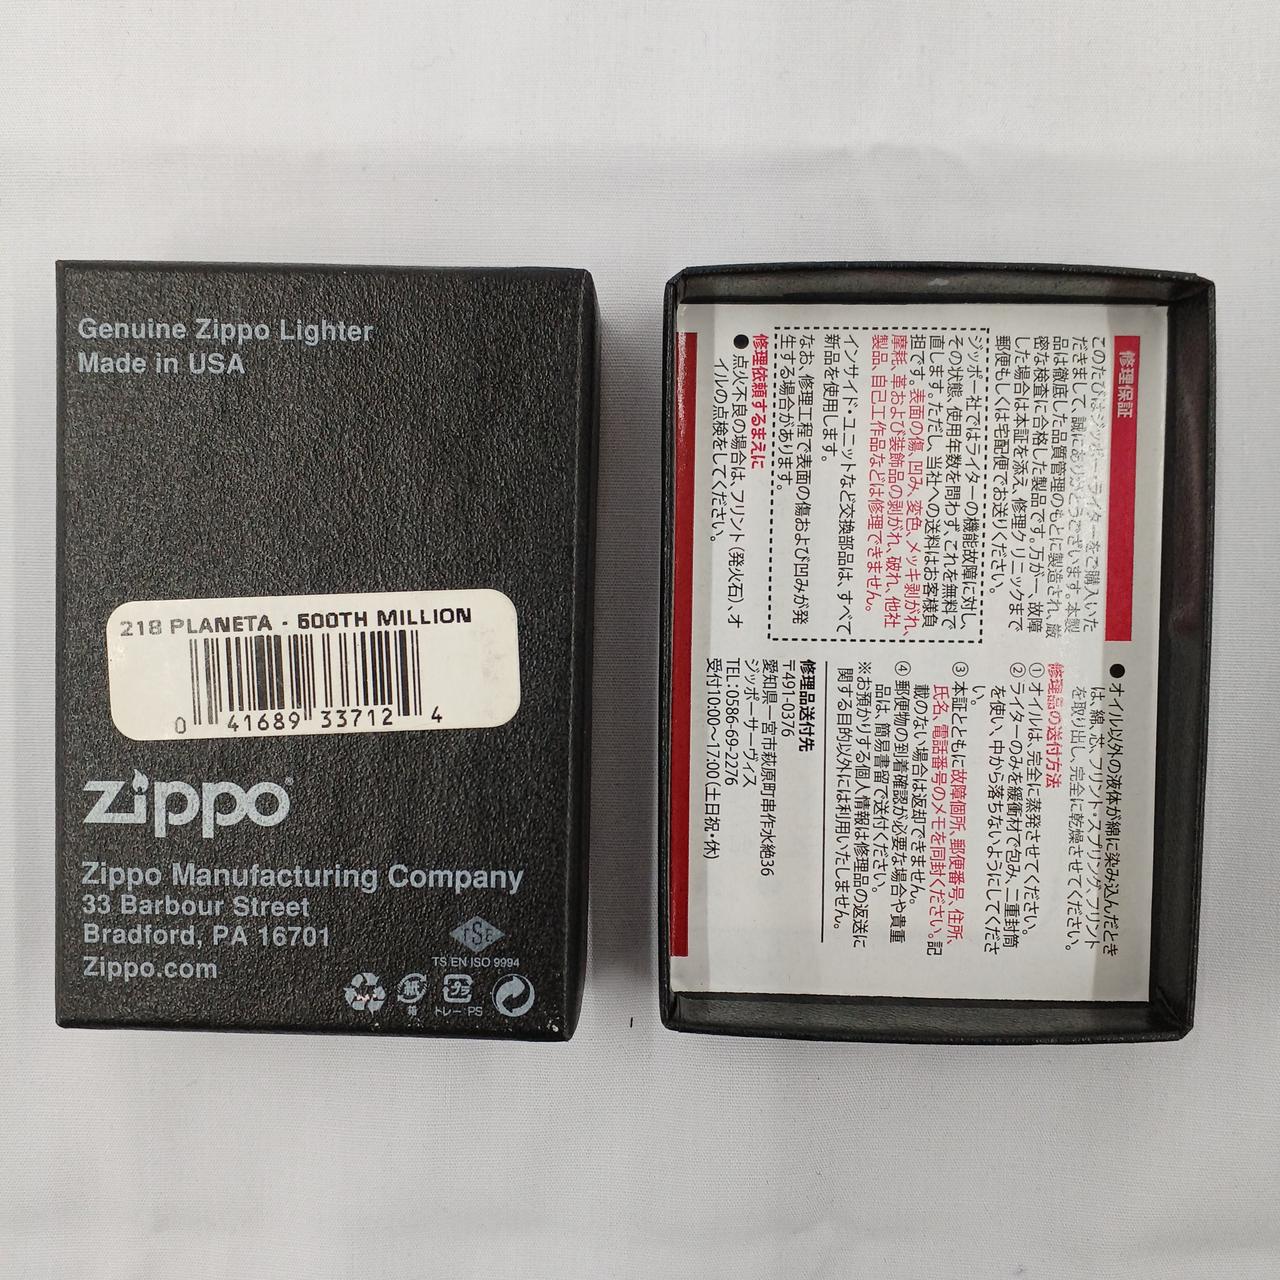 Genuine Zippo Lighter
Made in USA
218 PLANETA - 500TH MILLION
0 41689 33712 4
zippo®
Zippo Manufacturing Company
33 Barbour Street
Bradford, PA 16701
Zippo.com
TSE
TS EN ISO 9994
紙
箱
プラ
トレー:PS
修理保証
このたびはジッポー・ライターをご購入いた
だきまして、誠にありがとうございます。本製
品は徹底した品質管理のもとに製造され、厳
密な検査に合格した製品です。万が一、故障
した場合は本証を添え、修理クリニックまで
郵便もしくは宅配便でお送りください。
ジッポー社ではライターの機能故障に対し、
その状態、使用年数を問わず、これを無料で
直します。ただし、当社への送料はお客様負
担です。表面の傷、凹み、変色、メッキ剥がれ、
摩耗、革および装飾品の剥がれ、破れ、他社
製品、自己工作品などは修理できません。
インサイド・ユニットなど交換部品は、すべて
新品を使用します。
なお、修理工程で表面の傷および凹みが発
生する場合があります。
修理依頼するまえに
●点火不良の場合は、フリント(発火石)、オ
イルの点検をしてください。
●オイル以外の液体が綿に染み込んだとき
は、綿、芯、フリント・スプリング、フリント
を取り出し、完全に乾燥させてください。
修理品の送付方法
①オイルは、完全に蒸発させてください。
②ライターのみを緩衝材で包み、二重封筒
を使い、中から落ちないようにしてくださ
い。
③本証とともに故障個所、郵便番号、住所、
氏名、電話番号のメモを同封ください。記
載のない場合は返却できません。
④郵便物の到着確認が必要な場合や貴重
品は、簡易書留で送付ください。
※お預かりする個人情報は修理品の返送に
関する目的以外には利用いたしません。
修理品送付先
〒491-0376
愛知県一宮市萩原町串作水絶36
ジッポーサーヴィス
TEL:0586-69-2276
受付10:00～17:00(土日祝・休)